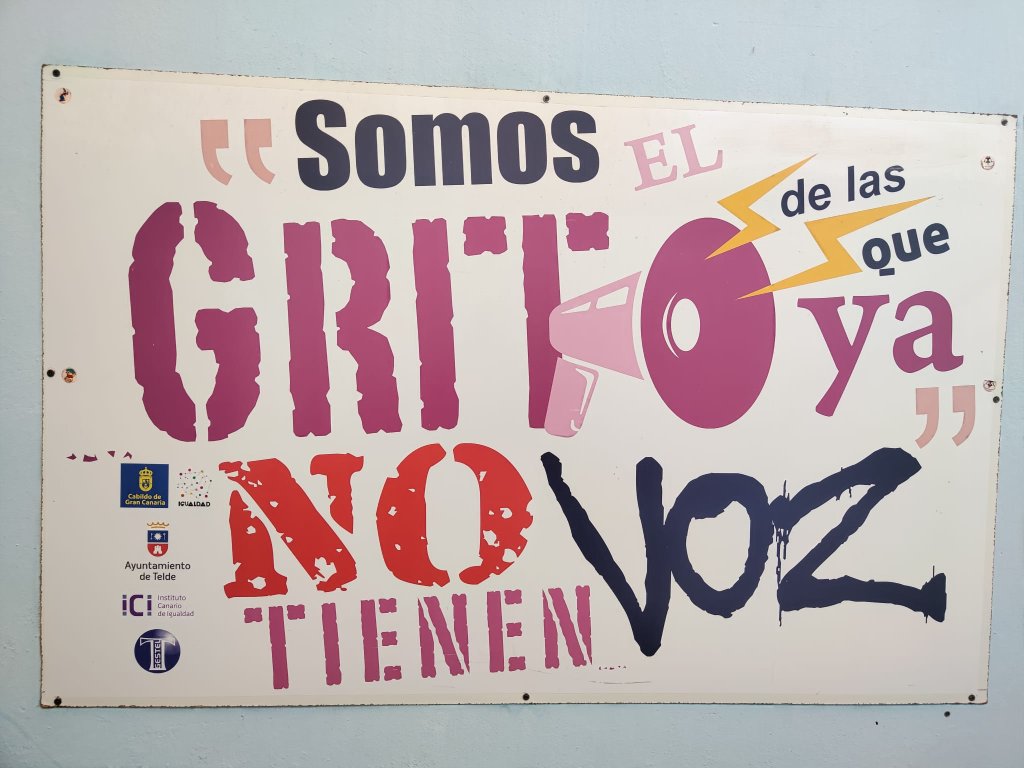 “Somos EL
GRITO de las
que
ya”
NO VOZ
TIENEN
Cabildo de
Gran Canaria
IGUALDAD
Ayuntamiento
de Telde
iCi Instituto
Canario
de igualdad
GESTEL